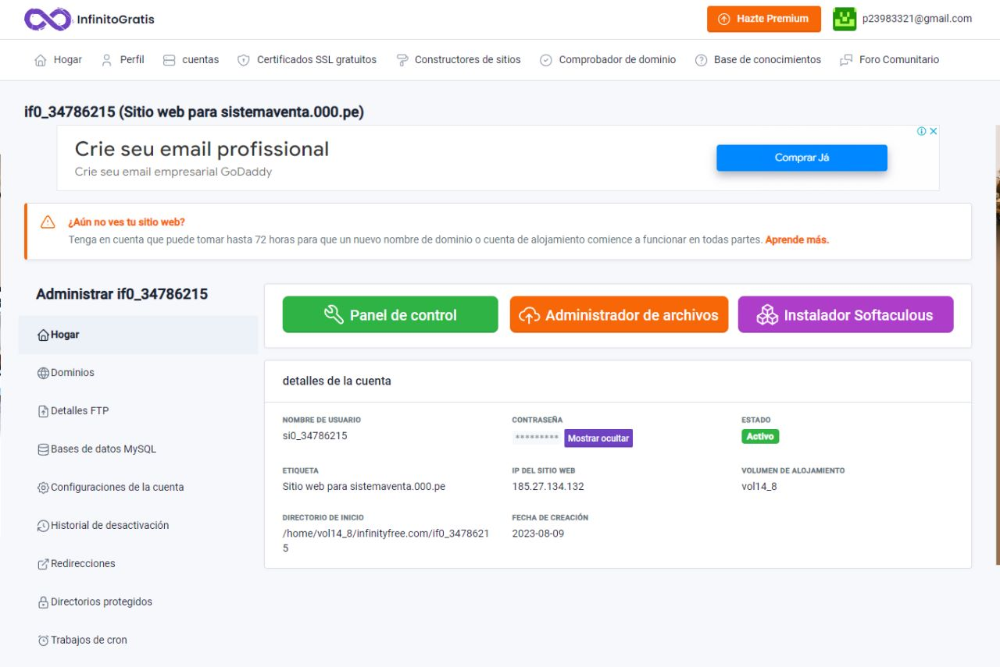 InfinitoGratis
Hazte Premium
p23983321@gmail.com
Hogar
Perfil
cuentas
Certificados SSL gratuitos
Constructores de sitios
Comprobador de dominio
Base de conocimientos
Foro Comunitario
if0_34786215 (Sitio web para sistemaventa.000.pe)
Crie seu email profissional
Crie seu email empresarial GoDaddy
Comprar Já
¿Aún no ves tu sitio web?
Tenga en cuenta que puede tomar hasta 72 horas para que un nuevo nombre de dominio o cuenta de alojamiento comience a funcionar en todas partes. Aprende más.
Administrar if0_34786215
Hogar
Dominios
Detalles FTP
Bases de datos MySQL
Configuraciones de la cuenta
Historial de desactivación
Redirecciones
Directorios protegidos
Trabajos de cron
Panel de control
Administrador de archivos
Instalador Softaculous
detalles de la cuenta
NOMBRE DE USUARIO
si0_34786215
CONTRASEÑA
********* Mostrar ocultar
ESTADO
Activo
ETIQUETA
Sitio web para sistemaventa.000.pe
IP DEL SITIO WEB
185.27.134.132
VOLUMEN DE ALOJAMIENTO
vol14_8
DIRECTORIO DE INICIO
/home/vol14_8/infinityfree.com/if0_3478621
5
FECHA DE CREACIÓN
2023-08-09